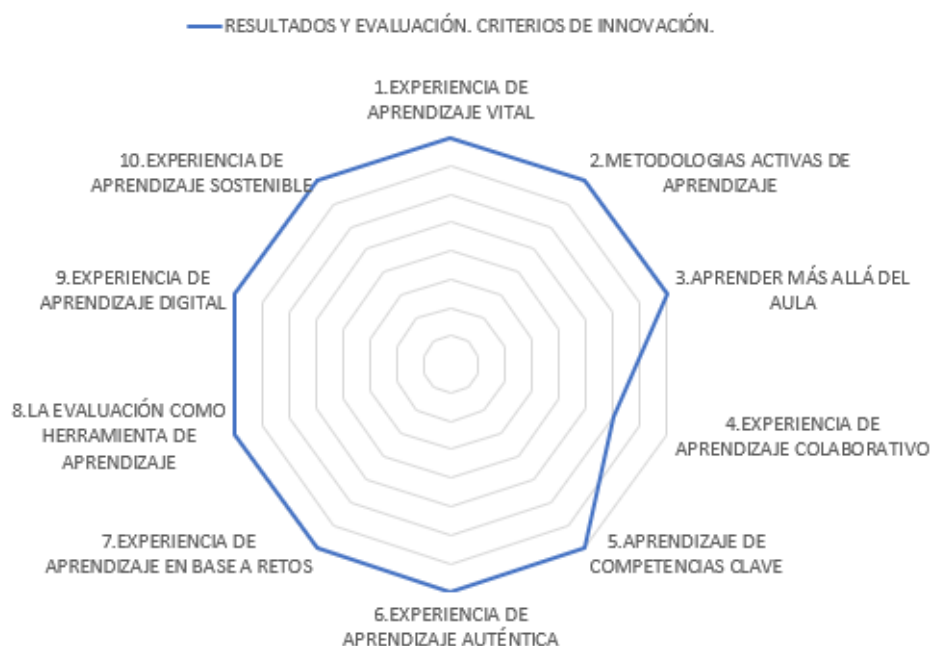 RESULTADOS Y EVALUACIÓN. CRITERIOS DE INNOVACIÓN.
1.EXPERIENCIA DE
APRENDIZAJE VITAL
2.METODOLOGIAS ACTIVAS DE
APRENDIZAJE
3.APRENDER MÁS ALLÁ DEL
AULA
4.EXPERIENCIA DE
APRENDIZAJE COLABORATIVO
5.APRENDIZAJE DE
COMPETENCIAS CLAVE
6.EXPERIENCIA DE
APRENDIZAJE AUTÉNTICA
7.EXPERIENCIA DE
APRENDIZAJE EN BASE A RETOS
8.LA EVALUACIÓN COMO
HERRAMIENTA DE
APRENDIZAJE
9.EXPERIENCIA DE
APRENDIZAJE DIGITAL
10.EXPERIENCIA DE
APRENDIZAJE SOSTENIBLE